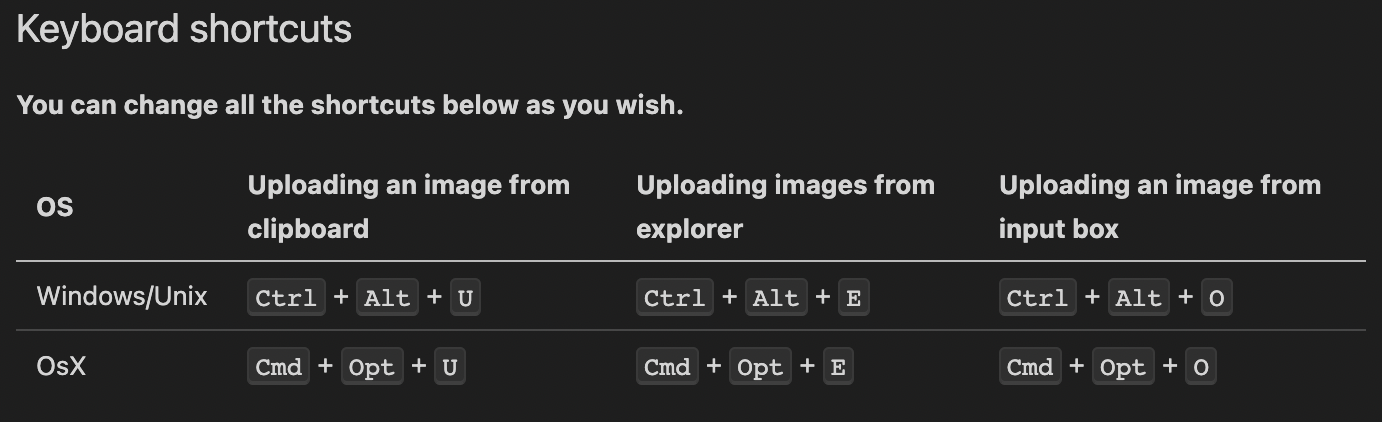 Keyboard shortcuts
You can change all the shortcuts below as you wish.
OS Uploading an image from clipboard Uploading images from explorer Uploading an image from input box
Windows/Unix Ctrl + Alt + U Ctrl + Alt + E Ctrl + Alt + O
OsX Cmd + Opt + U Cmd + Opt + E Cmd + Opt + O